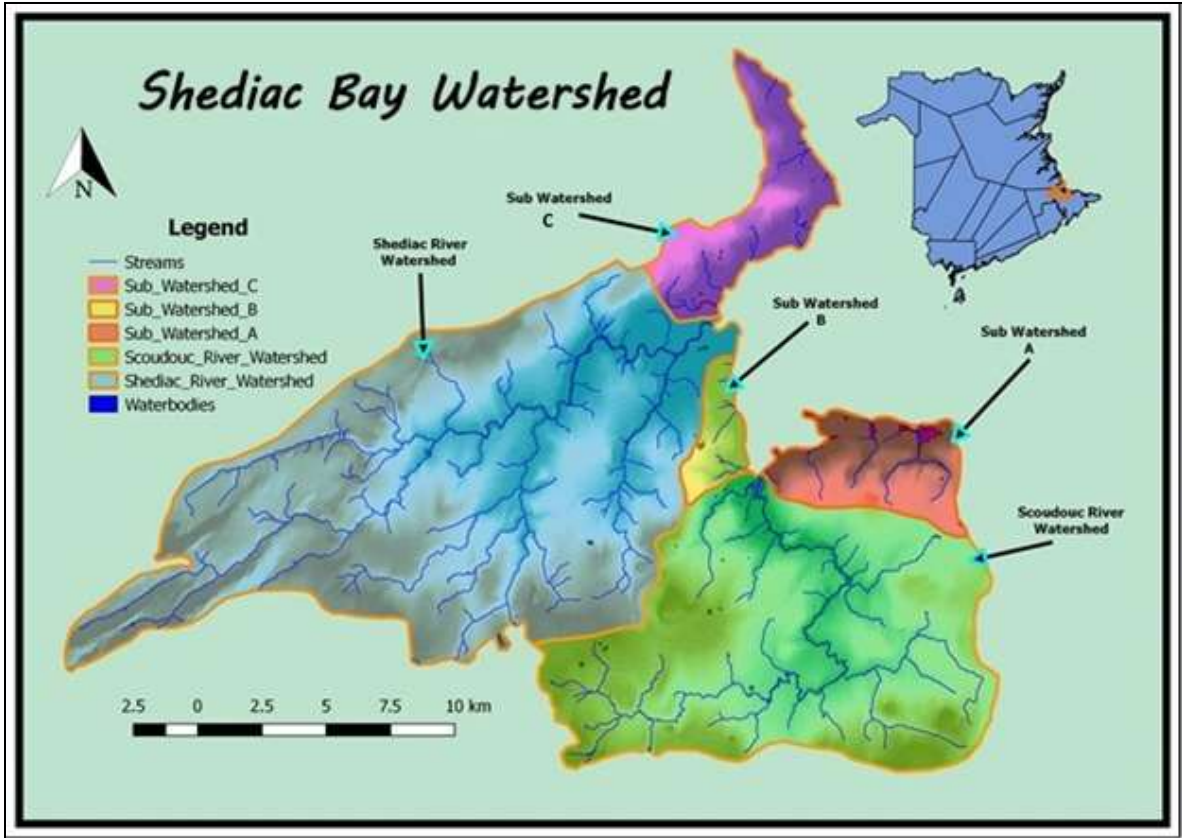 Shediac Bay Watershed
N
Legend
Streams
Sub_Watershed_C
Sub_Watershed_B
Sub_Watershed_A
Scoudouc_River_Watershed
Shediac_River_Watershed
Waterbodies
Sub Watershed
C
Shediac River
Watershed
Sub Watershed
B
Sub Watershed
A
Scoudouc River
Watershed
2.5 0 2.5 5 7.5 10 km